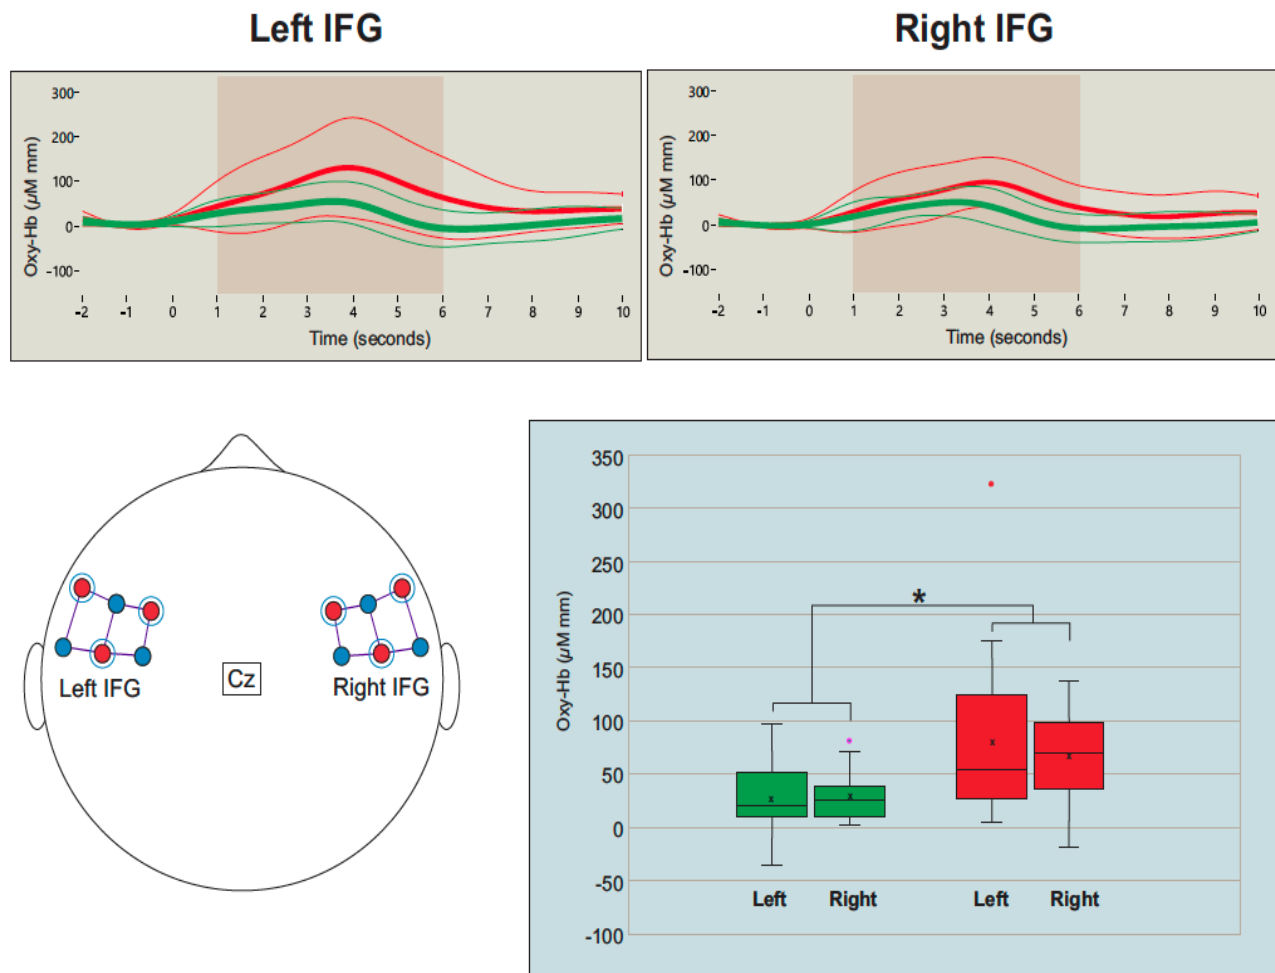 Left IFG
Right IFG
300
200
100
0
-100
Oxy-Hb (µM mm)
-2 -1 0 1 2 3 4 5 6 7 8 9 10
Time (seconds)
300
200
100
0
-100
Oxy-Hb (µM mm)
-2 -1 0 1 2 3 4 5 6 7 8 9 10
Time (seconds)
Left IFG
Cz
Right IFG
350
300
250
200
150
100
50
0
-50
-100
Oxy-Hb (µM mm)
*
x x x x
Left Right Left Right